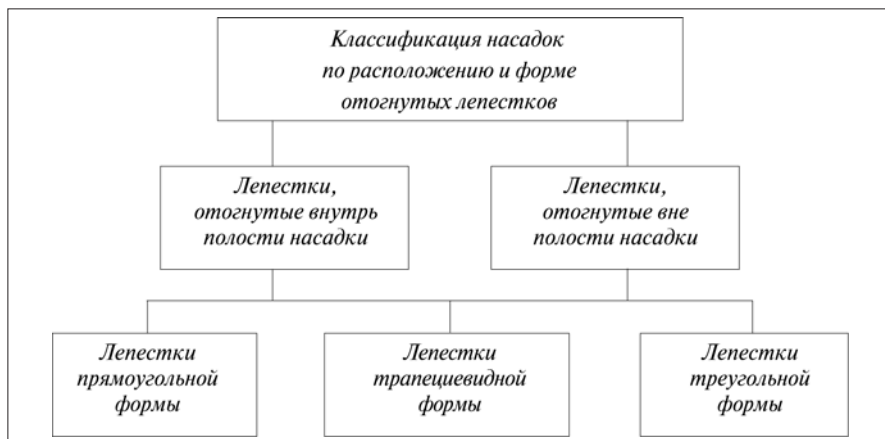 Классификация насадок
по расположению и форме
отогнутых лепестков
Лепестки,
отогнутые внутрь
полости насадки
Лепестки,
отогнутые вне
полости насадки
Лепестки
прямоугольной
формы
Лепестки
трапециевидной
формы
Лепестки
треугольной
формы